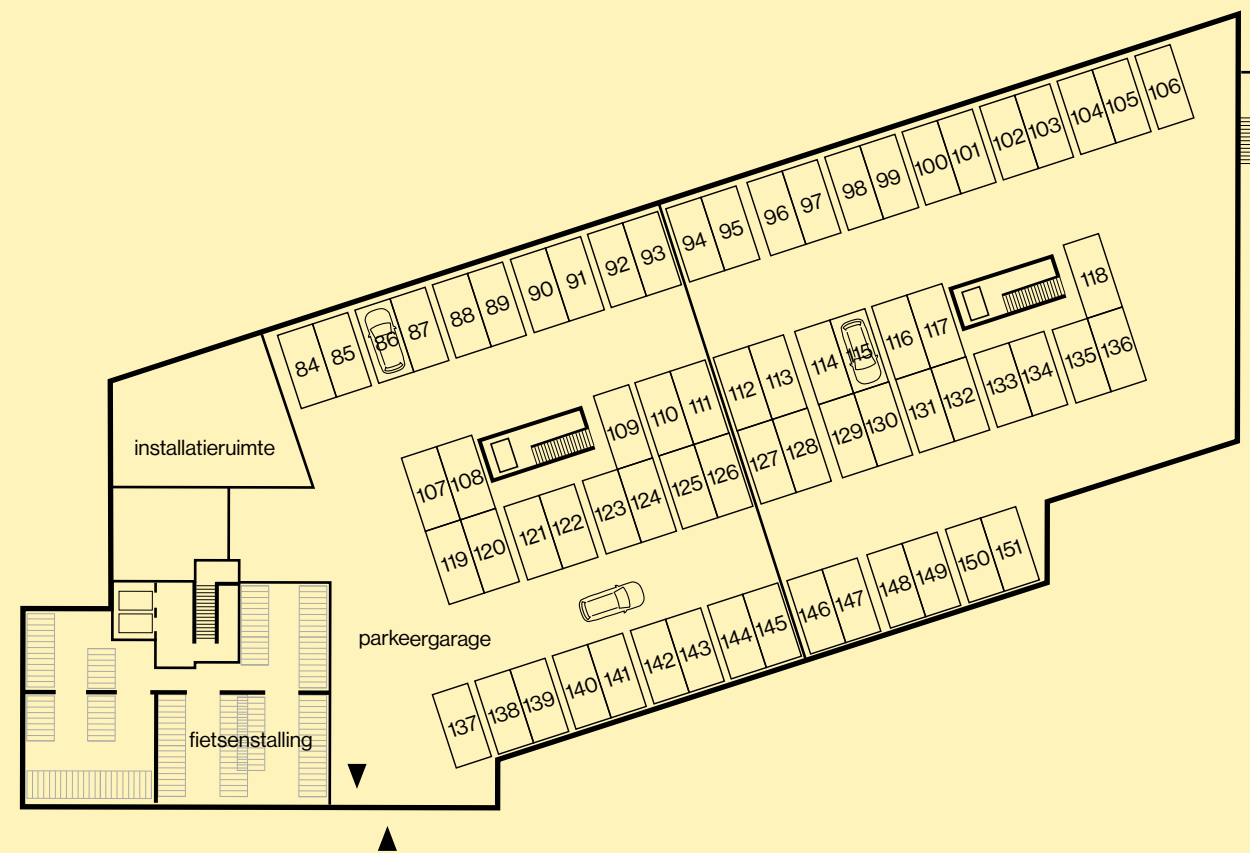 84 85 86 87 88 89 90 91 92 93 94 95 96 97 98 99 100 101 102 103 104 105 106
107 108 109 110 111 112 113 114 115 116 117 118
119 120 121 122 123 124 125 126 127 128 129 130 131 132 133 134 135 136
installatieruimte
parkeergarage
137 138 139 140 141 142 143 144 145 146 147 148 149 150 151
fietsenstalling